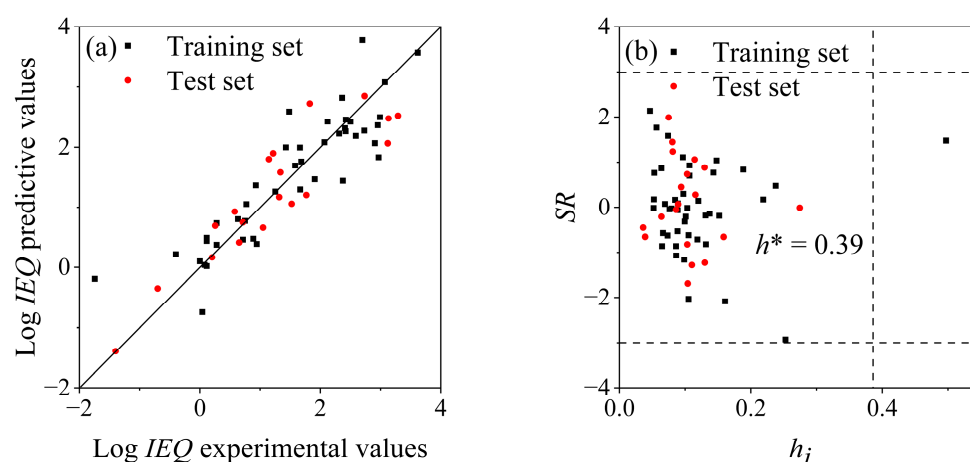 (a)
Training set
Test set
4
2
0
−2
−2
0
2
4
Log IEQ predictive values
Log IEQ experimental values
(b)
Training set
Test set
4
2
0
−2
−4
0.0
0.2
0.4
SR
h* = 0.39
hi